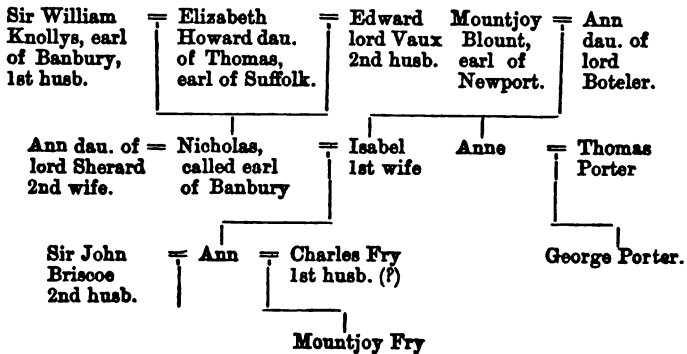 Sir William
Knollys, earl
of Banbury,
1st husb.
=
Elizabeth
Howard dau.
of Thomas,
earl of Suffolk.
=
Edward
lord Vaux
2nd husb.
Mountjoy
Blount,
earl of
Newport.
=
Ann
dau. of
lord
Boteler.
Ann dau. of
lord Sherard
2nd wife.
=
Nicholas,
called earl
of Banbury
=
Isabel
1st wife
Anne
=
Thomas
Porter
Sir John
Briscoe
2nd husb.
=
Ann
=
Charles Fry
1st husb. (?)
George Porter.
Mountjoy Fry